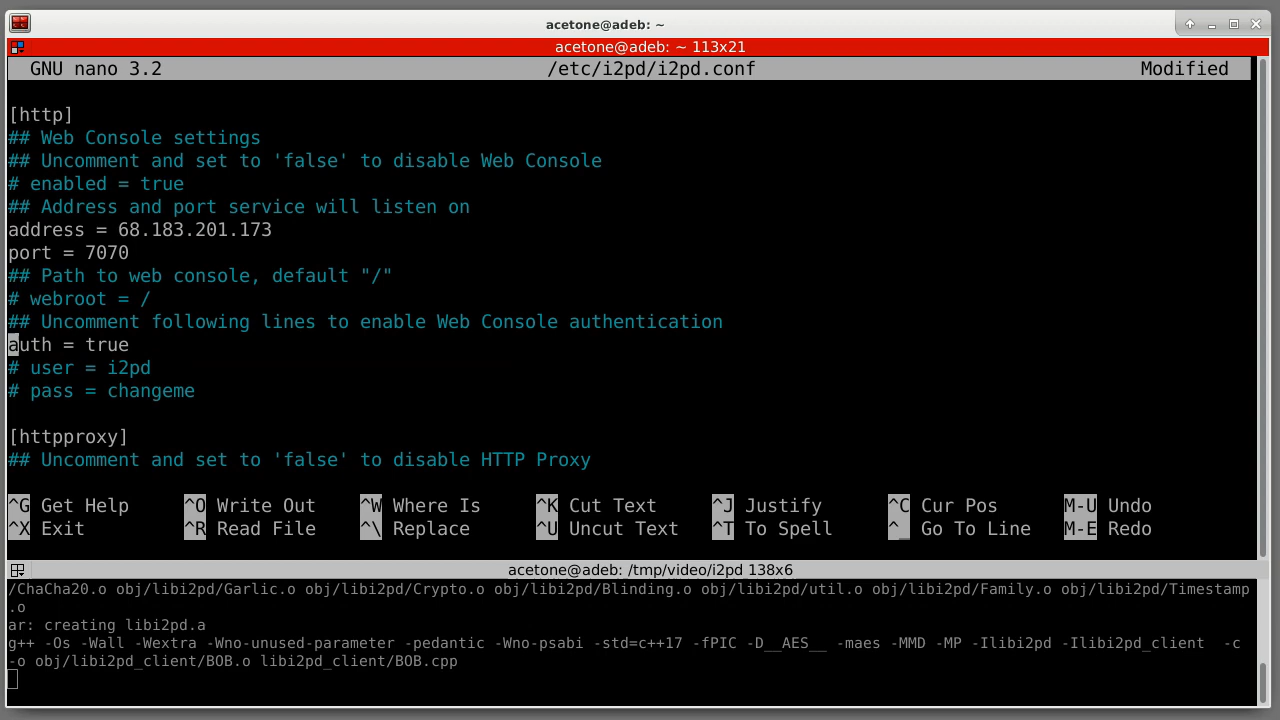 acetone@adeb: ~
acetone@adeb: ~ 113x21
GNU nano 3.2 /etc/i2pd/i2pd.conf Modified
[http]
## Web Console settings
## Uncomment and set to 'false' to disable Web Console
# enabled = true
## Address and port service will listen on
address = 68.183.201.173
port = 7070
## Path to web console, default "/"
# webroot = /
## Uncomment following lines to enable Web Console authentication
auth = true
# user = i2pd
# pass = changeme
[httpproxy]
## Uncomment and set to 'false' to disable HTTP Proxy
^G Get Help ^O Write Out ^W Where Is ^K Cut Text ^J Justify ^C Cur Pos M-U Undo
^X Exit ^R Read File ^\ Replace ^U Uncut Text ^T To Spell ^_ Go To Line M-E Redo
acetone@adeb: /tmp/video/i2pd 138x6
/ChaCha20.o obj/libi2pd/Garlic.o obj/libi2pd/Crypto.o obj/libi2pd/Blinding.o obj/libi2pd/util.o obj/libi2pd/Family.o obj/libi2pd/Timestamp
.o
ar: creating libi2pd.a
g++ -Os -Wall -Wextra -Wno-unused-parameter -pedantic -Wno-psabi -std=c++17 -fPIC -D__AES__ -maes -MMD -MP -Ilibi2pd -Ilibi2pd_client  -c
-o obj/libi2pd_client/BOB.o libi2pd_client/BOB.cpp